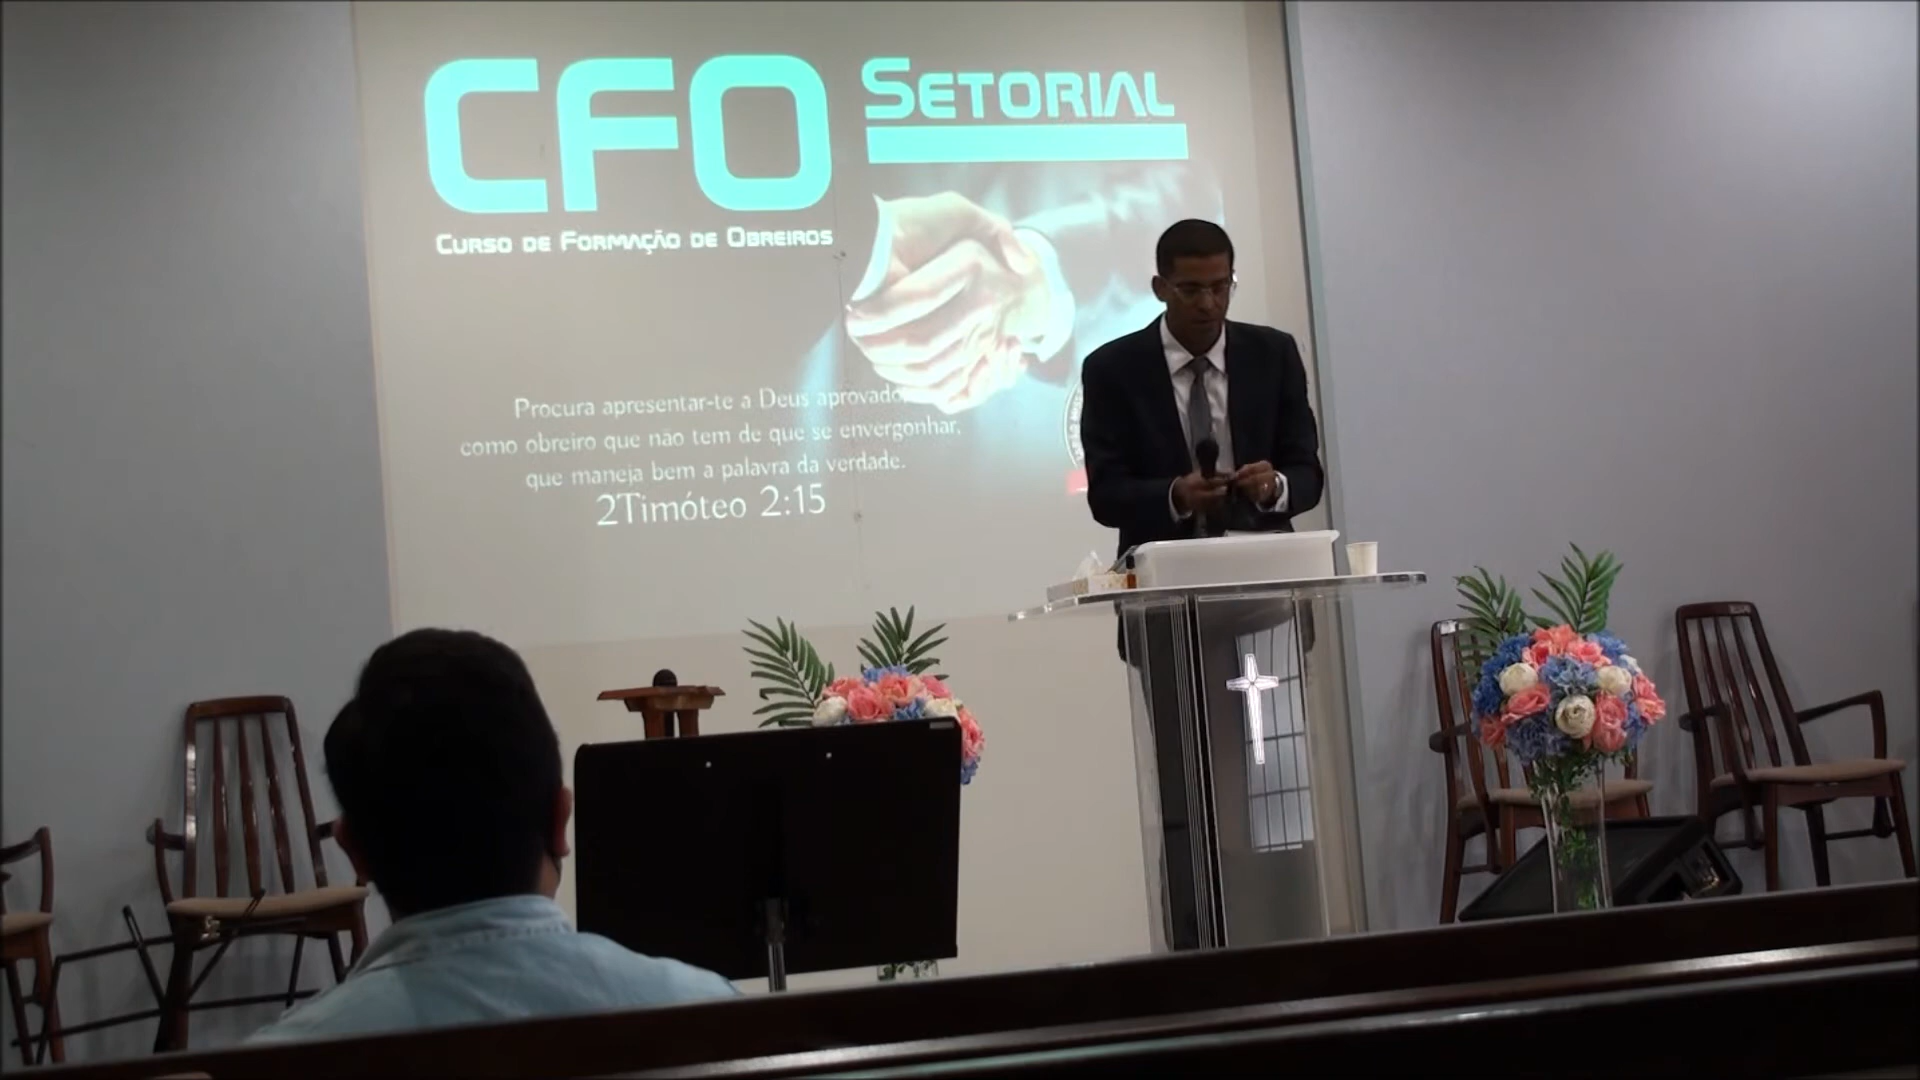 CFO SETORIAL
CURSO DE FORMAÇÃO DE OBREIROS
Procura apresentar-te a Deus aprovado
como obreiro que não tem de que se envergonhar,
que maneja bem a palavra da verdade.
2Timóteo 2:15